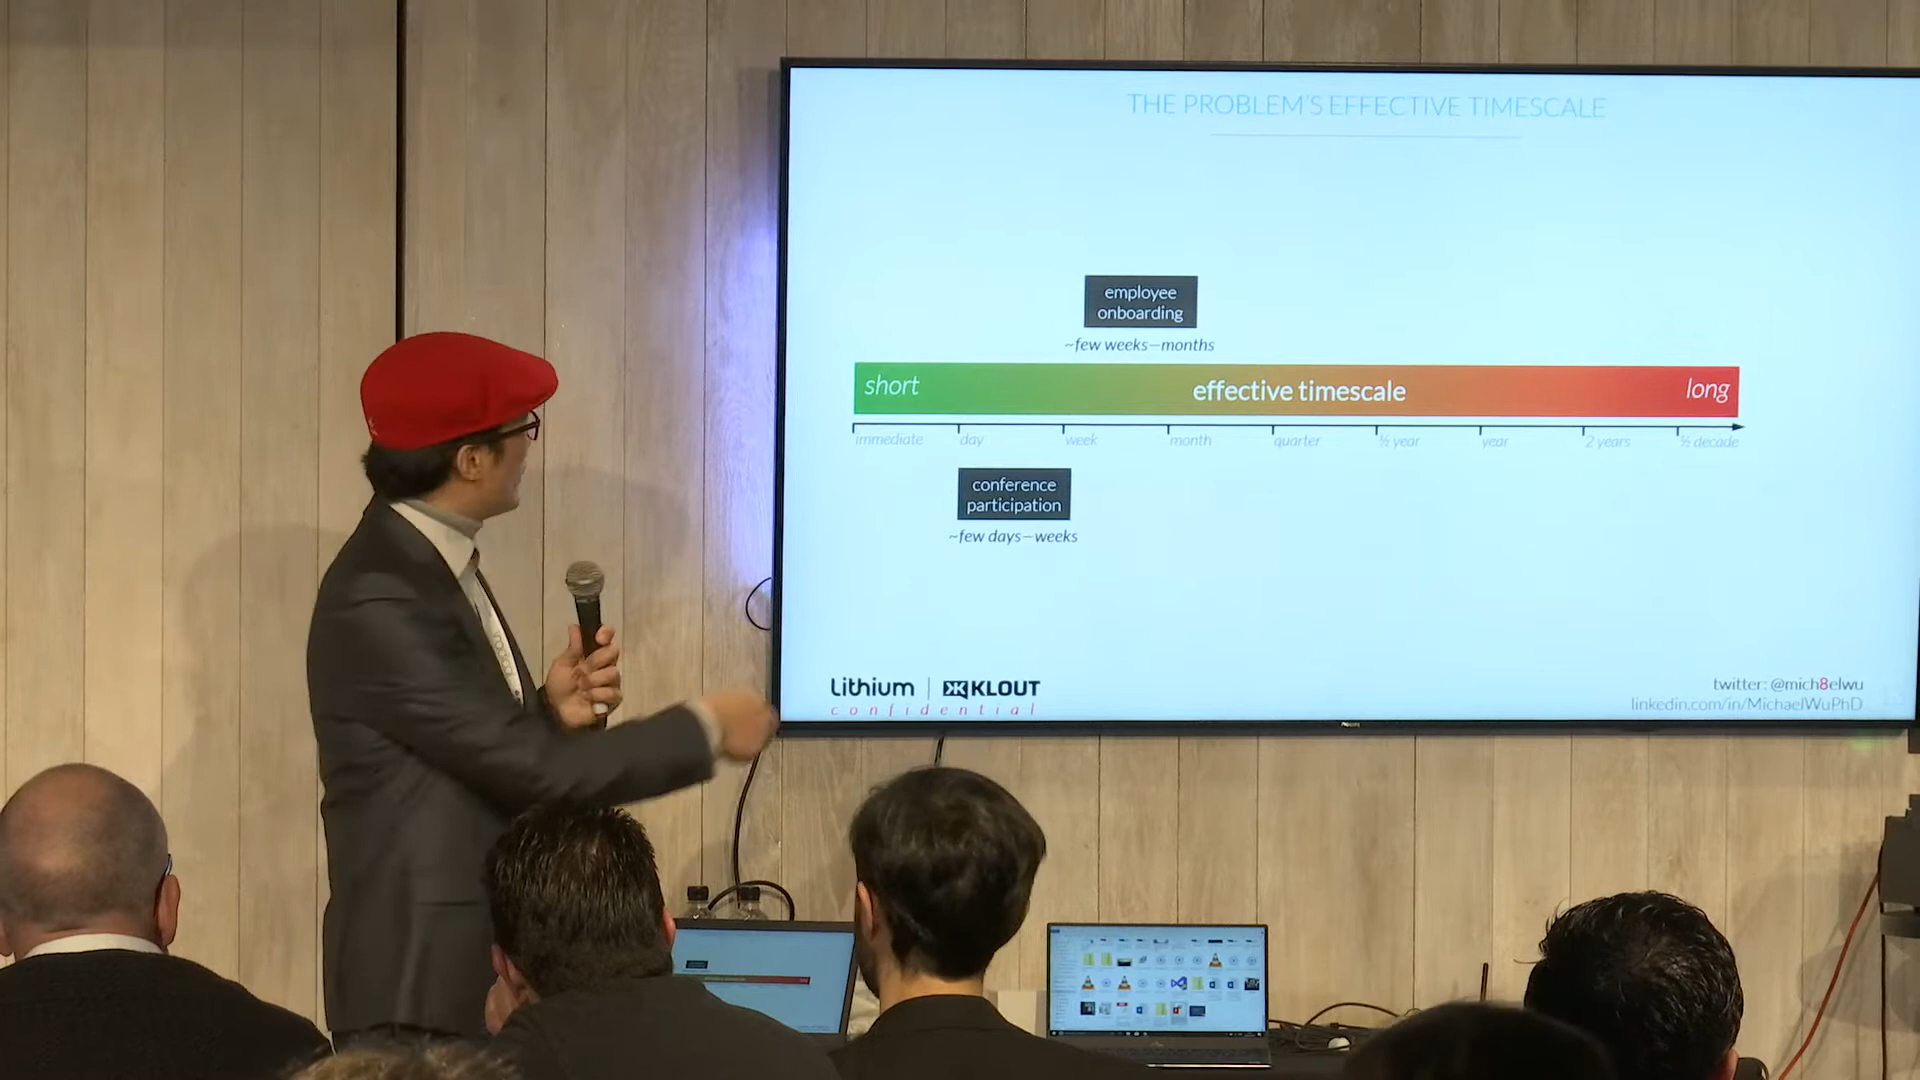 THE PROBLEM'S EFFECTIVE TIMESCALE
employee
onboarding
~few weeks—months
short effective timescale long
immediate day week month quarter ½ year year 2 years ½ decade
conference
participation
~few days—weeks
Lithium | KLOUT
confidential
twitter: @mich8elwu
linkedin.com/in/MichaelWuPhD